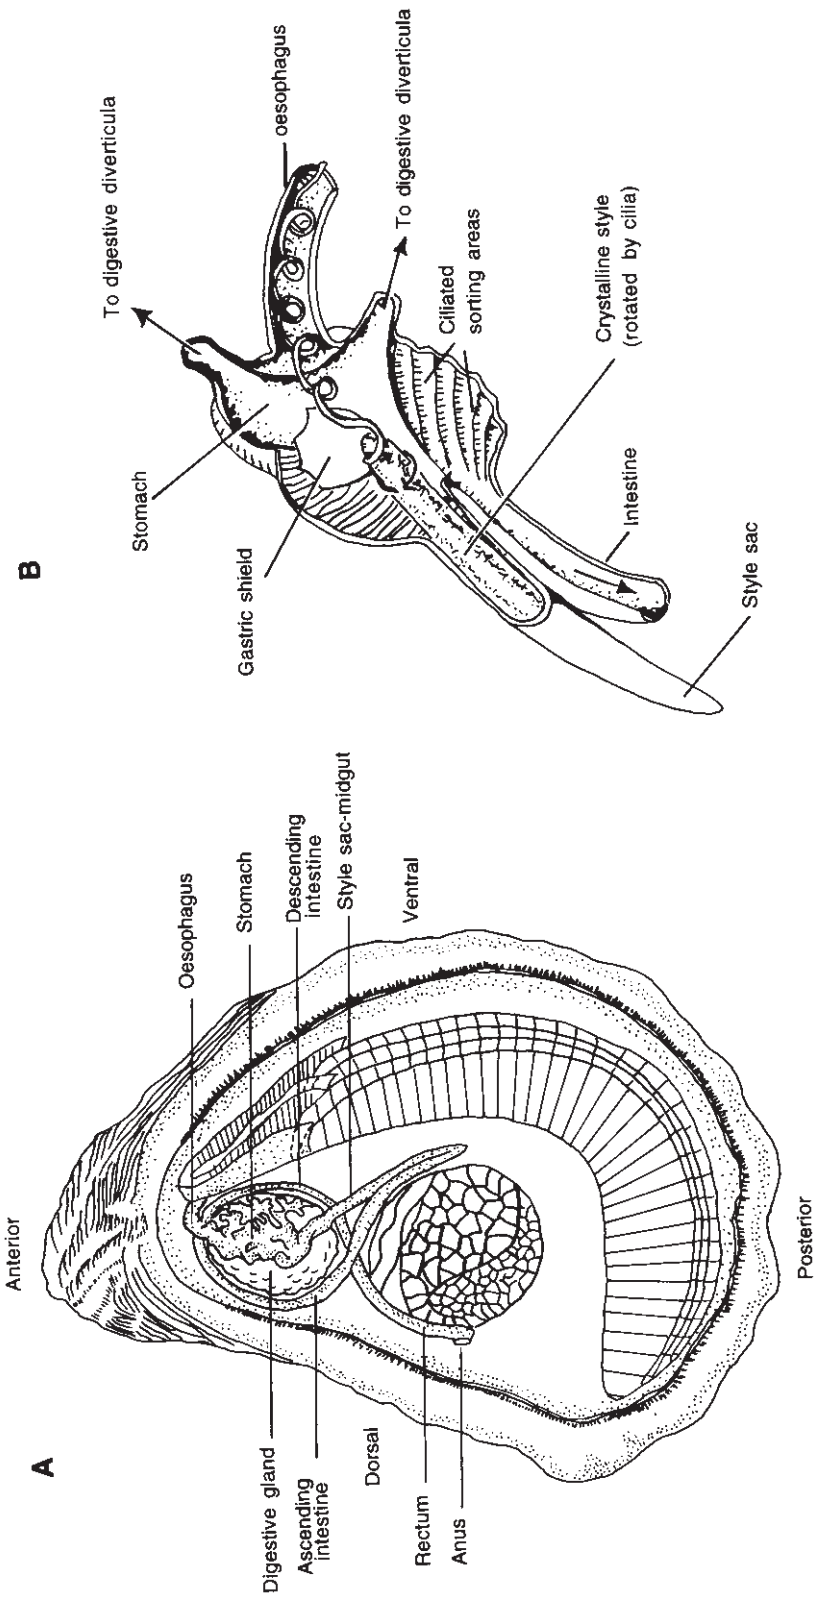 A
Anterior
Oesophagus
Stomach
Descending
intestine
Style sac-midgut
Ventral
Digestive gland
Ascending
intestine
Dorsal
Rectum
Anus
Posterior
B
To digestive diverticula
oesophagus
To digestive diverticula
Stomach
Gastric shield
Ciliated
sorting areas
Crystalline style
(rotated by cilia)
Intestine
Style sac